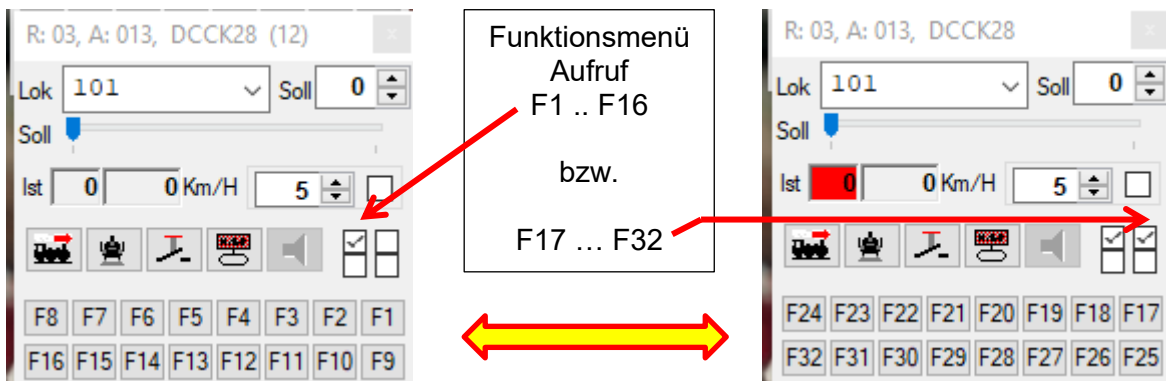 R: 03, A: 013, DCCK28 (12)
Lok 101 Soll 0
Soll
Ist 0 0 Km/H 5
F8 F7 F6 F5 F4 F3 F2 F1
F16 F15 F14 F13 F12 F11 F10 F9
Funktionsmenü
Aufruf
F1 .. F16
bzw.
F17 … F32
R: 03, A: 013, DCCK28
Lok 101 Soll 0
Soll
Ist 0 0 Km/H 5
F24 F23 F22 F21 F20 F19 F18 F17
F32 F31 F30 F29 F28 F27 F26 F25